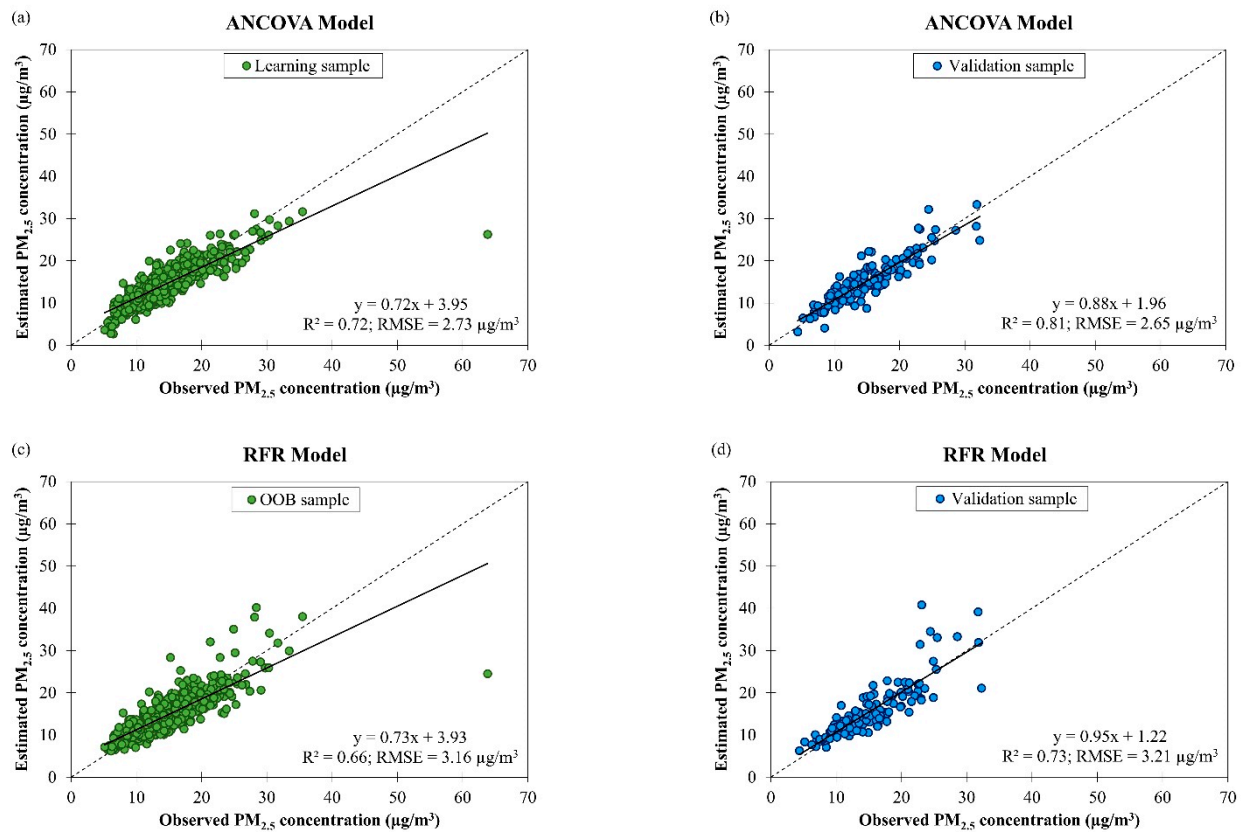 (a)
ANCOVA Model
Learning sample
Estimated PM2.5 concentration (µg/m³)
70
60
50
40
30
20
10
0
y = 0.72x + 3.95
R² = 0.72; RMSE = 2.73 µg/m³
0 10 20 30 40 50 60 70
Observed PM2.5 concentration (µg/m³)
(b)
ANCOVA Model
Validation sample
Estimated PM2.5 concentration (µg/m³)
70
60
50
40
30
20
10
0
y = 0.88x + 1.96
R² = 0.81; RMSE = 2.65 µg/m³
0 10 20 30 40 50 60 70
Observed PM2.5 concentration (µg/m³)
(c)
RFR Model
OOB sample
Estimated PM2.5 concentration (µg/m³)
70
60
50
40
30
20
10
0
y = 0.73x + 3.93
R² = 0.66; RMSE = 3.16 µg/m³
0 10 20 30 40 50 60 70
Observed PM2.5 concentration (µg/m³)
(d)
RFR Model
Validation sample
Estimated PM2.5 concentration (µg/m³)
70
60
50
40
30
20
10
0
y = 0.95x + 1.22
R² = 0.73; RMSE = 3.21 µg/m³
0 10 20 30 40 50 60 70
Observed PM2.5 concentration (µg/m³)